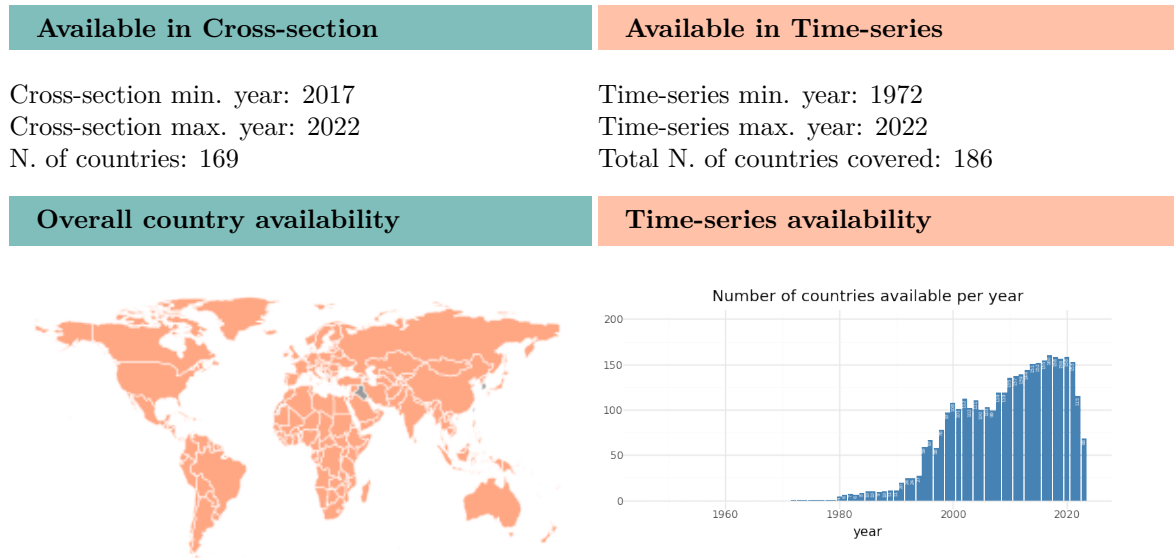 Available in Cross-section
Available in Time-series
Cross-section min. year: 2017
Cross-section max. year: 2022
N. of countries: 169
Time-series min. year: 1972
Time-series max. year: 2022
Total N. of countries covered: 186
Overall country availability
Time-series availability
Number of countries available per year
200
150
100
50
0
1960
1980
2000
2020
year